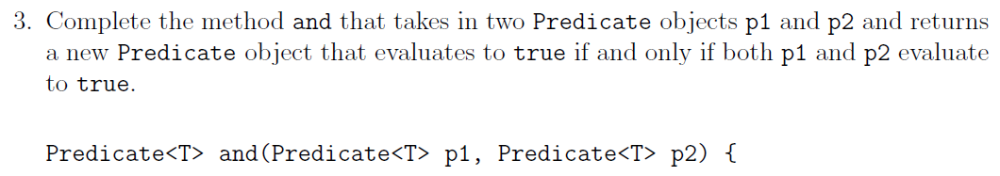 3. Complete the method and that takes in two Predicate objects p1 and p2 and returns
a new Predicate object that evaluates to true if and only if both p1 and p2 evaluate
to true.
Predicate<T> and(Predicate<T> p1, Predicate<T> p2) {